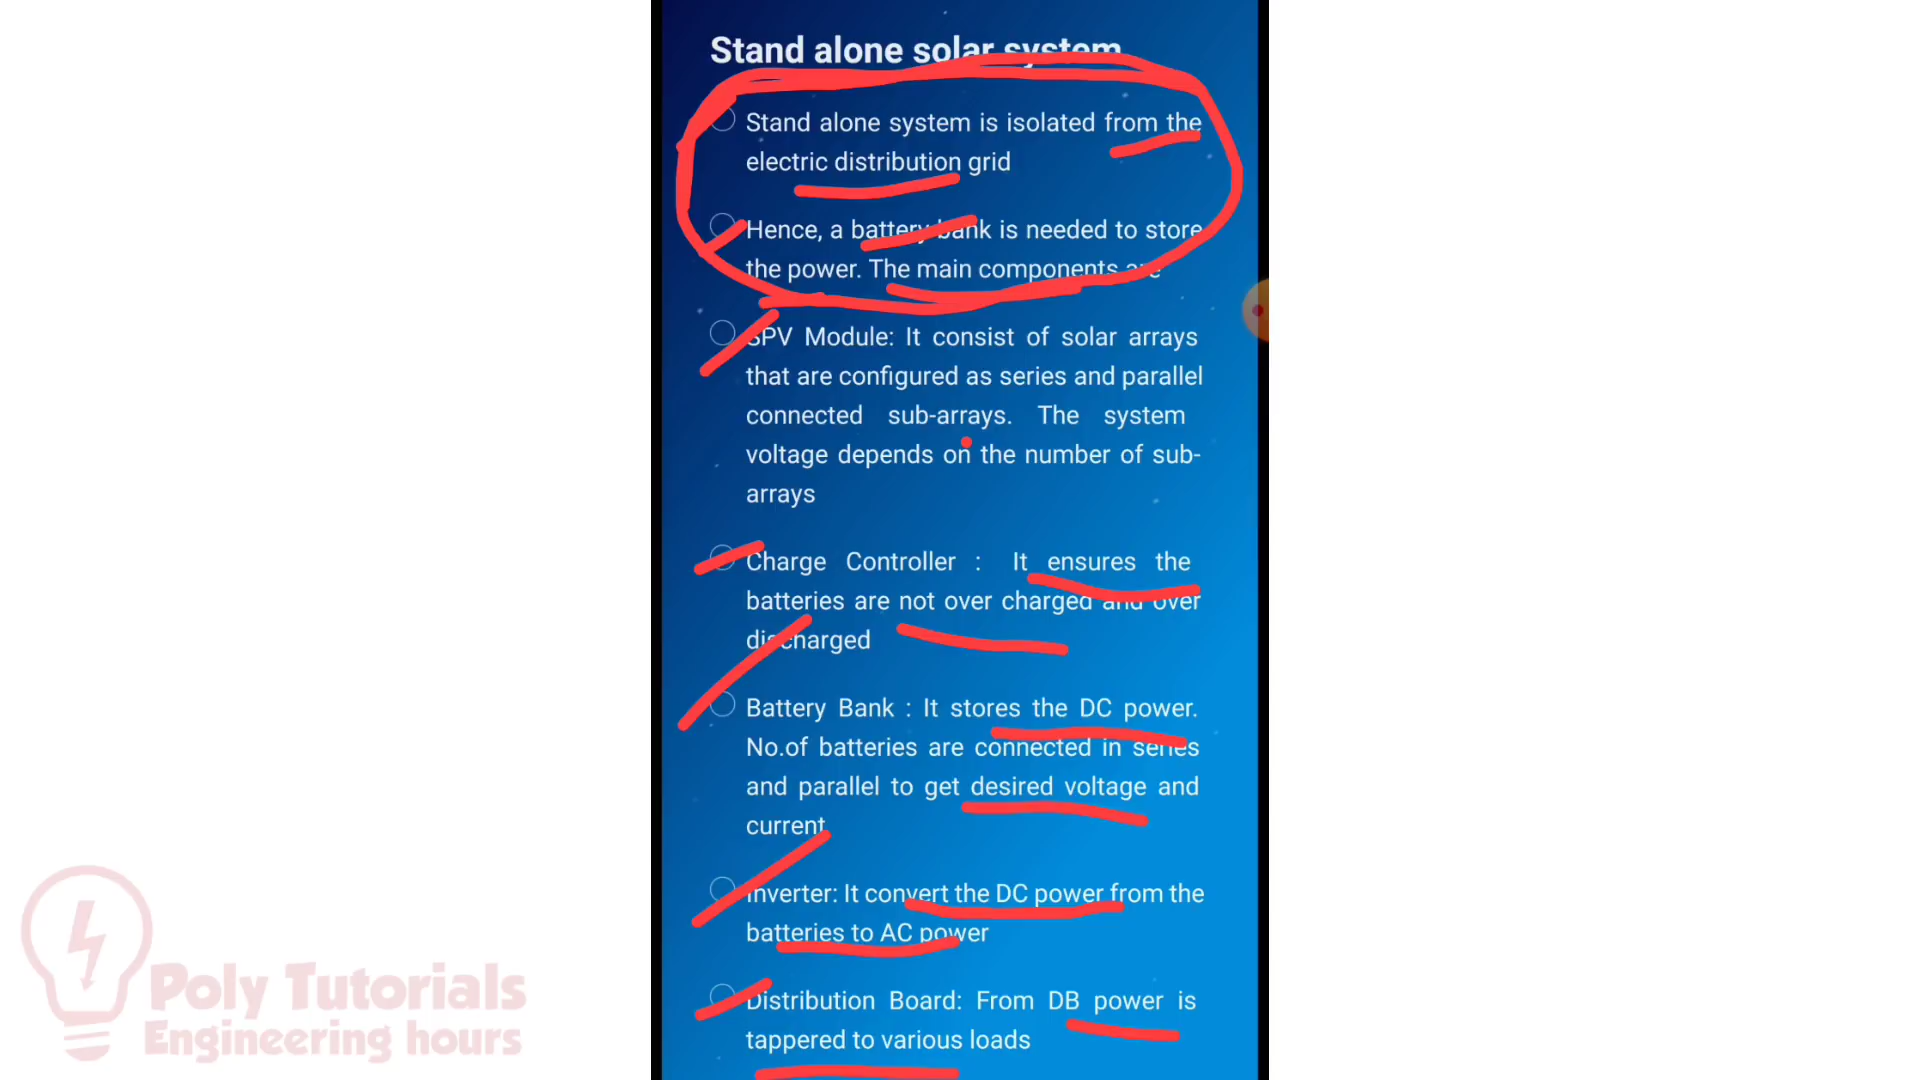 Stand alone solar system
Stand alone system is isolated from the
electric distribution grid
Hence, a battery bank is needed to store
the power. The main components are
SPV Module: It consist of solar arrays
that are configured as series and parallel
connected sub-arrays. The system
voltage depends on the number of sub-
arrays
Charge Controller : It ensures the
batteries are not over charged and over
discharged
Battery Bank : It stores the DC power.
No.of batteries are connected in series
and parallel to get desired voltage and
current
Inverter: It convert the DC power from the
batteries to AC power
Distribution Board: From DB power is
tappered to various loads
Poly Tutorials
Engineering hours